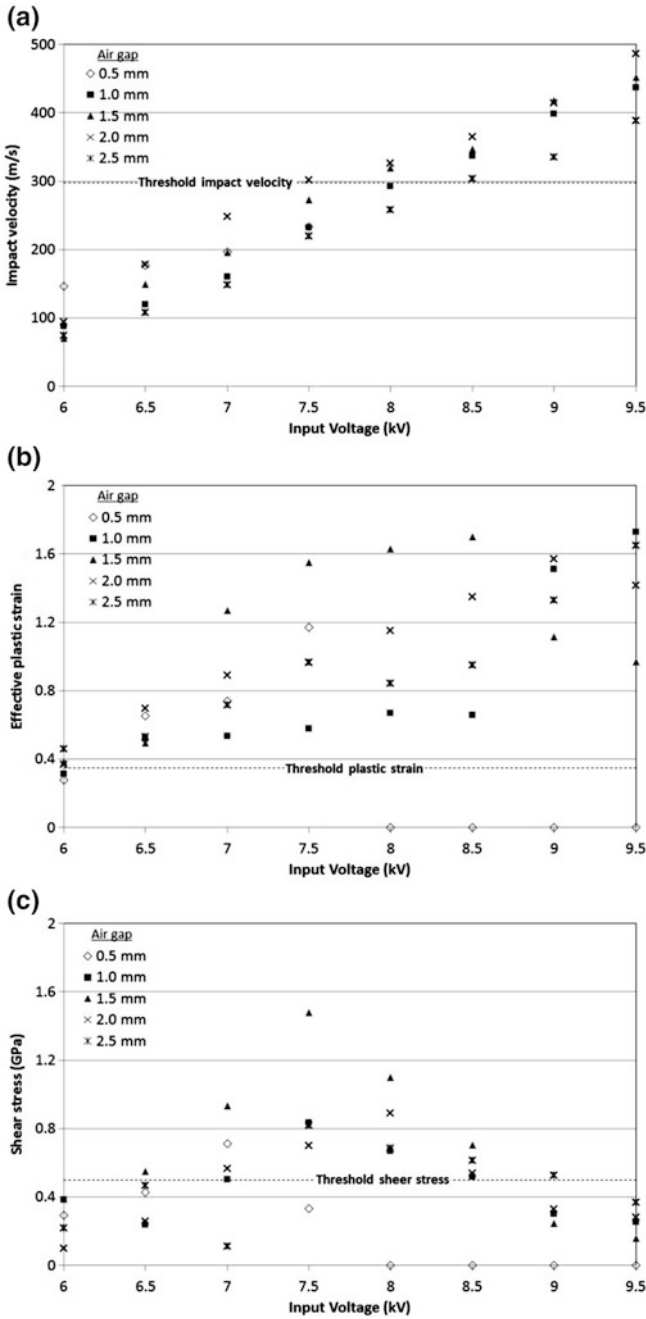 (a)
500
400
300
200
100
0
Impact velocity (m/s)
Air gap
0.5 mm
1.0 mm
1.5 mm
2.0 mm
2.5 mm
Threshold impact velocity
6 6.5 7 7.5 8 8.5 9 9.5
Input Voltage (kV)
(b)
2
1.6
1.2
0.8
0.4
0
Effective plastic strain
Air gap
0.5 mm
1.0 mm
1.5 mm
2.0 mm
2.5 mm
Threshold plastic strain
6 6.5 7 7.5 8 8.5 9 9.5
Input Voltage (kV)
(c)
2
1.6
1.2
0.8
0.4
0
Shear stress (GPa)
Air gap
0.5 mm
1.0 mm
1.5 mm
2.0 mm
2.5 mm
Threshold sheer stress
6 6.5 7 7.5 8 8.5 9 9.5
Input Voltage (kV)